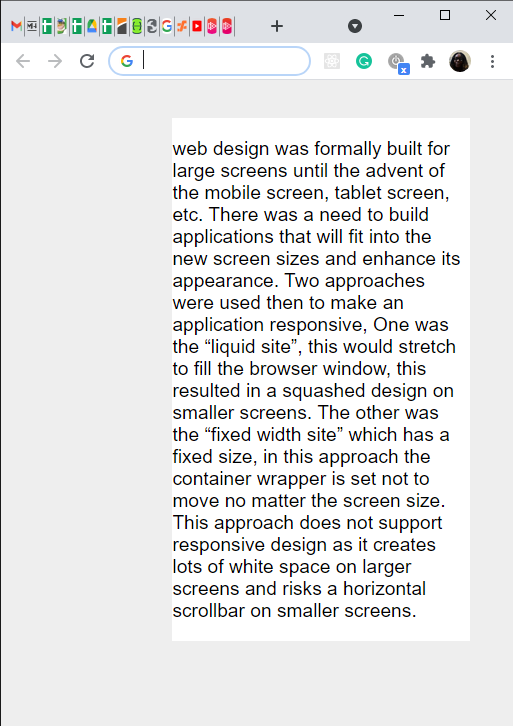 web design was formally built for
large screens until the advent of
the mobile screen, tablet screen,
etc. There was a need to build
applications that will fit into the
new screen sizes and enhance its
appearance. Two approaches
were used then to make an
application responsive, One was
the “liquid site”, this would stretch
to fill the browser window, this
resulted in a squashed design on
smaller screens. The other was
the “fixed width site” which has a
fixed size, in this approach the
container wrapper is set not to
move no matter the screen size.
This approach does not support
responsive design as it creates
lots of white space on larger
screens and risks a horizontal
scrollbar on smaller screens.